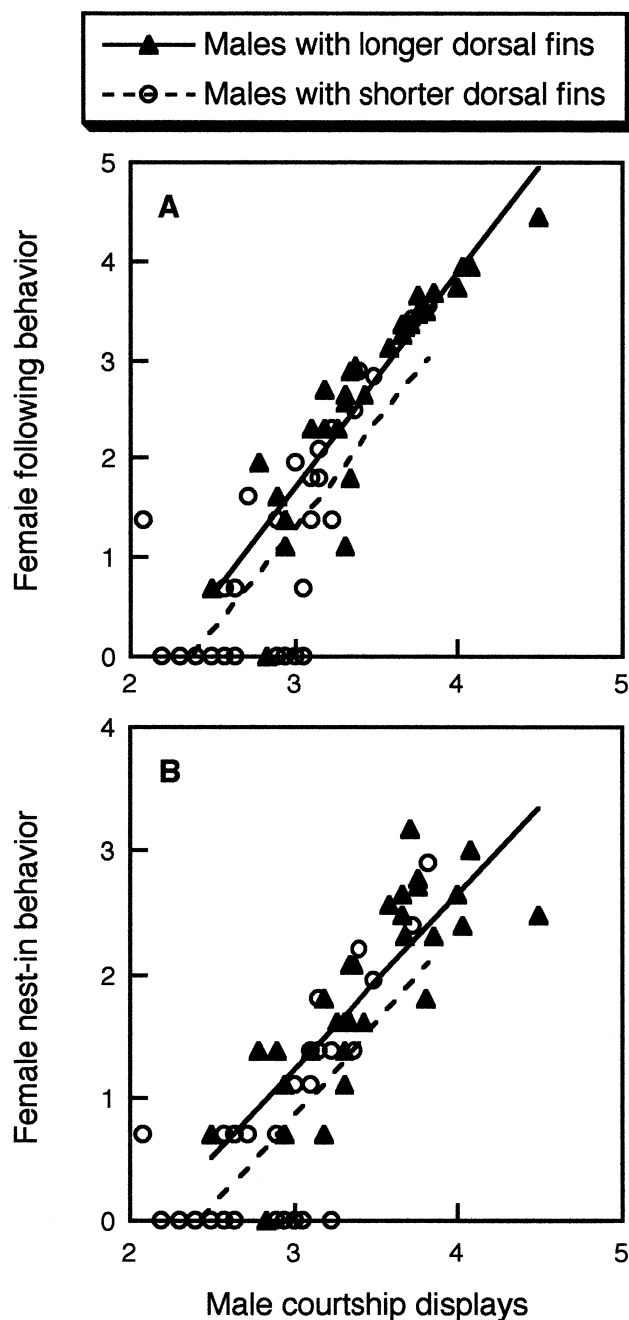 Males with longer dorsal fins
Males with shorter dorsal fins
A
Female following behavior
5
4
3
2
1
0
2
3
4
5
B
Female nest-in behavior
4
3
2
1
0
2
3
4
5
Male courtship displays